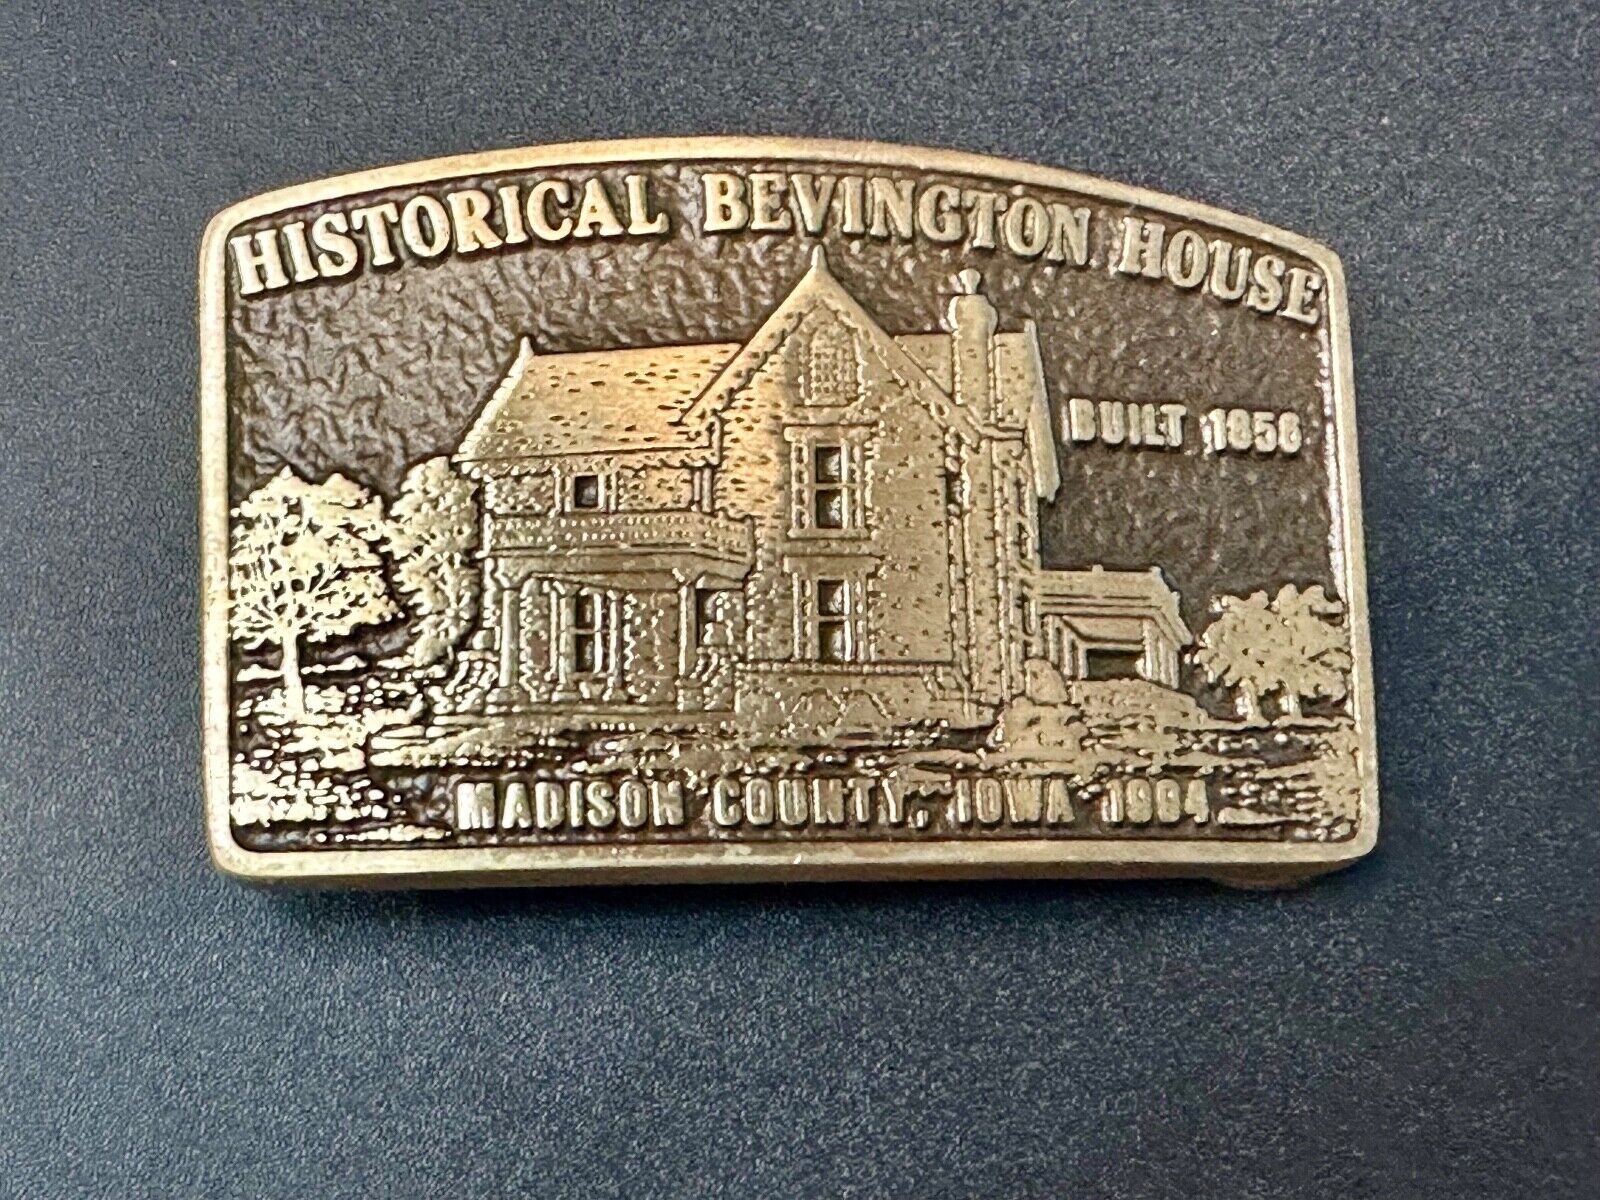 HISTORICAL BEVINGTON HOUSE
BUILT 1856
MADISON COUNTY, IOWA 1984